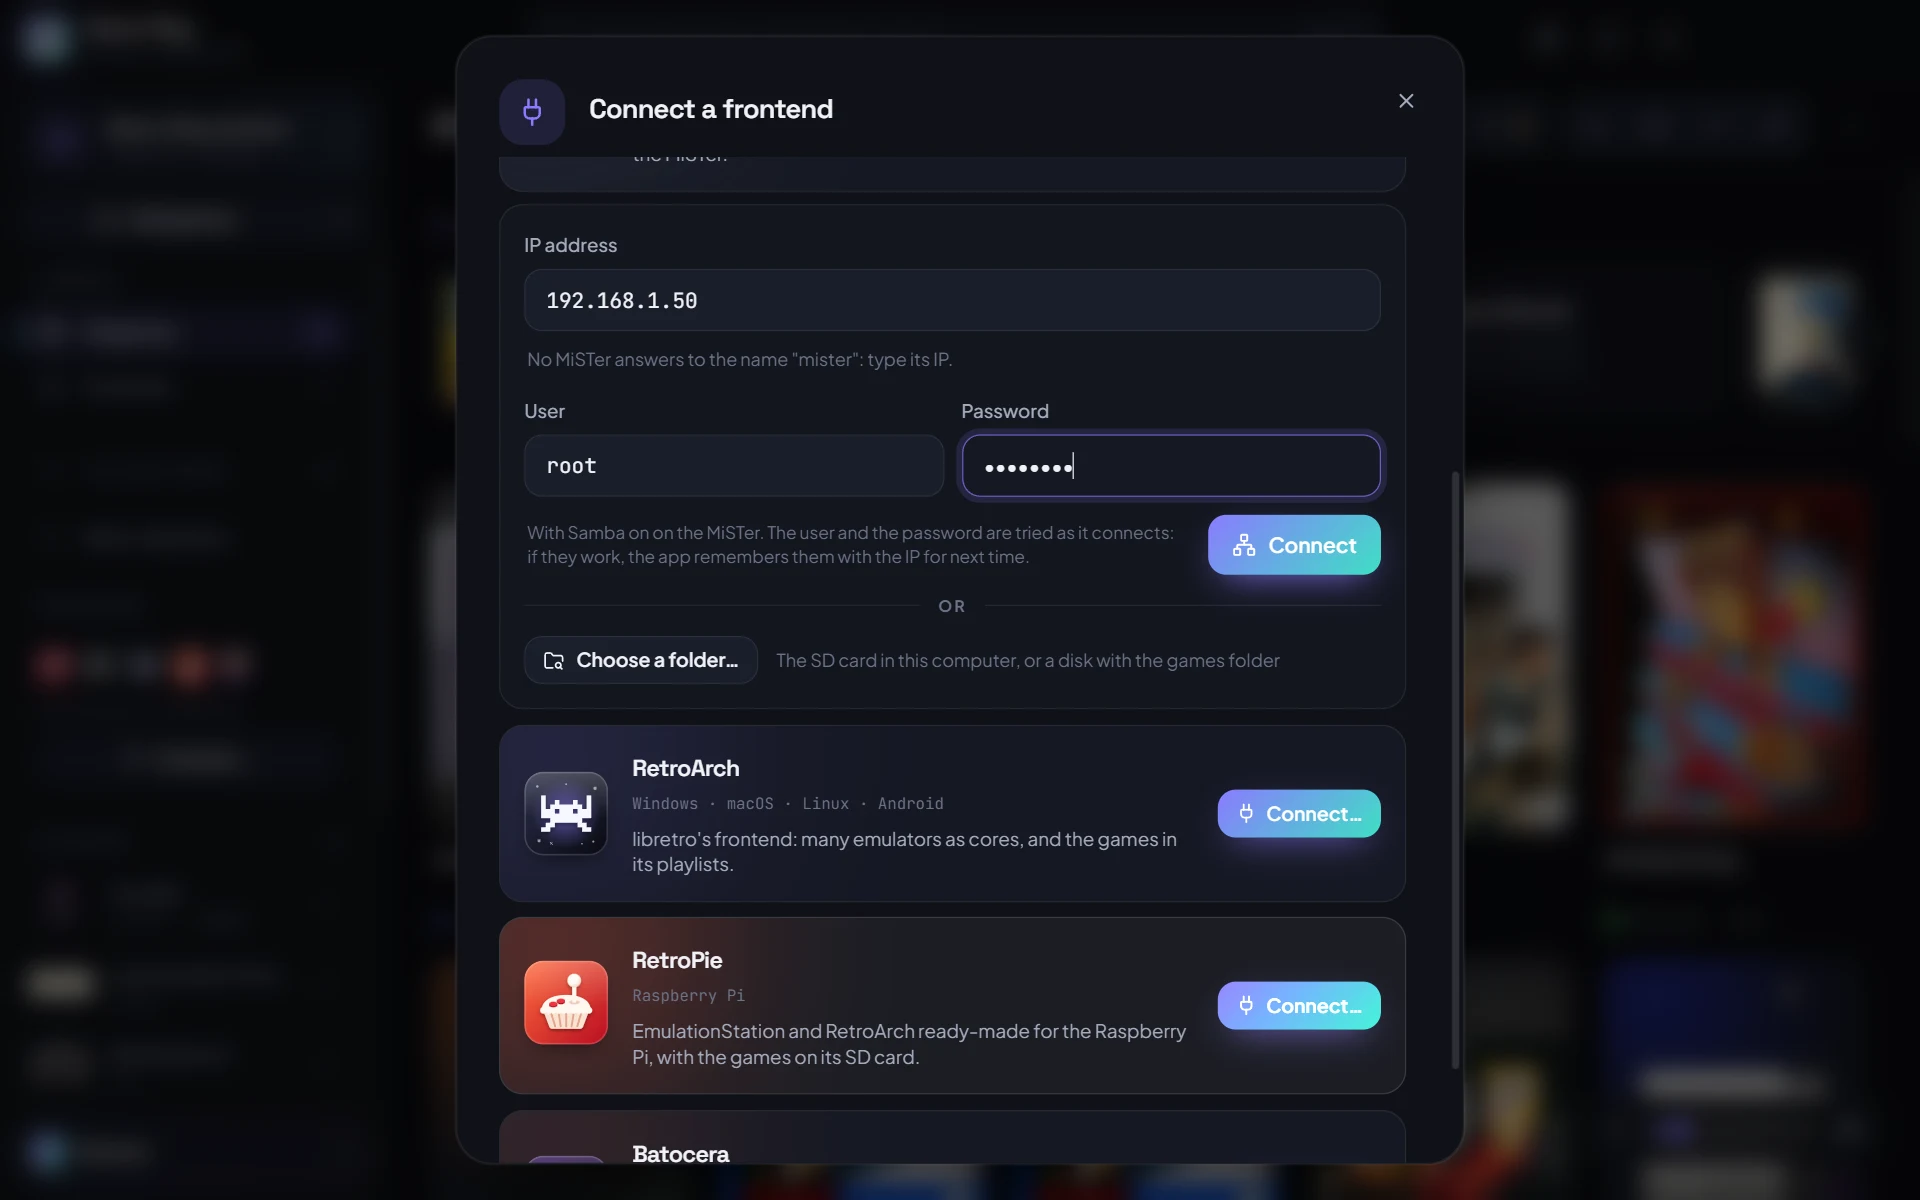 Connect a frontend
the MiSTer.
IP address
192.168.1.50
No MiSTer answers to the name "mister": type its IP.
User
Password
root
••••••••
With Samba on on the MiSTer. The user and the password are tried as it connects:
if they work, the app remembers them with the IP for next time.
Connect
OR
Choose a folder…
The SD card in this computer, or a disk with the games folder
RetroArch
Windows · macOS · Linux · Android
libretro's frontend: many emulators as cores, and the games in
its playlists.
Connect…
RetroPie
Raspberry Pi
EmulationStation and RetroArch ready-made for the Raspberry
Pi, with the games on its SD card.
Connect…
Batocera